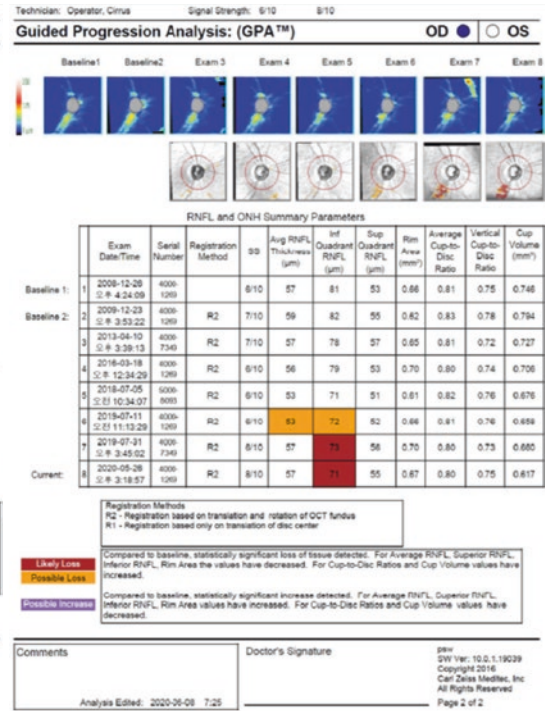 Technician: Operator, Cirrus Signal Strength: 6/10 8/10
Guided Progression Analysis: (GPA™) OD OS
Baseline1 Baseline2 Exam 3 Exam 4 Exam 5 Exam 6 Exam 7 Exam 8
RNFL and ONH Summary Parameters
Exam Date/Time Serial Number Registration Method SS Avg RNFL Thickness (µm) Inf Quadrant RNFL (µm) Sup Quadrant RNFL (µm) Rim Area (mm²) Average Cup-to-Disc Ratio Vertical Cup-to-Disc Ratio Cup Volume (mm³)
Baseline 1: 1 2008-12-26 오후 4:24:09 4000-1269 6/10 57 81 53 0.66 0.81 0.75 0.746
Baseline 2: 2 2009-12-23 오후 3:53:22 4000-1269 R2 7/10 59 82 55 0.62 0.83 0.78 0.794
3 2013-04-10 오후 3:39:13 4000-7349 R2 7/10 57 78 57 0.65 0.81 0.72 0.727
4 2016-03-18 오후 12:34:29 4000-1269 R2 6/10 56 79 53 0.70 0.80 0.74 0.706
5 2018-07-05 오전 10:34:07 5000-R2 6/10 53 71 51 0.61 0.82 0.76 0.676
6 2019-07-11 오전 11:13:29 4000-1269 R2 6/10 53 72 52 0.66 0.81 0.76 0.658
7 2019-07-31 오후 3:45:02 4000-7349 R2 6/10 57 73 56 0.70 0.80 0.73 0.660
Current: 8 2020-05-26 오후 3:18:57 4000-1269 R2 8/10 57 71 55 0.67 0.80 0.75 0.617
Registration Methods
R2 - Registration based on translation and rotation of OCT fundus
R1 - Registration based only on translation of disc center
Likely Loss
Possible Loss
Compared to baseline, statistically significant loss of tissue detected. For Average RNFL, Superior RNFL,
Inferior RNFL, Rim Area the values have decreased. For Cup-to-Disc Ratios and Cup Volume values have
increased.
Possible Increase
Compared to baseline, statistically significant increase detected. For Average RNFL, Superior RNFL,
Inferior RNFL, Rim Area values have increased. For Cup-to-Disc Ratios and Cup Volume values have
decreased.
Comments
Doctor's Signature
psw
SW Ver: 10.0.1.19039
Copyright 2016
Carl Zeiss Meditec, Inc
All Rights Reserved
Analysis Edited: 2020-06-08 7:25
Page 2 of 2